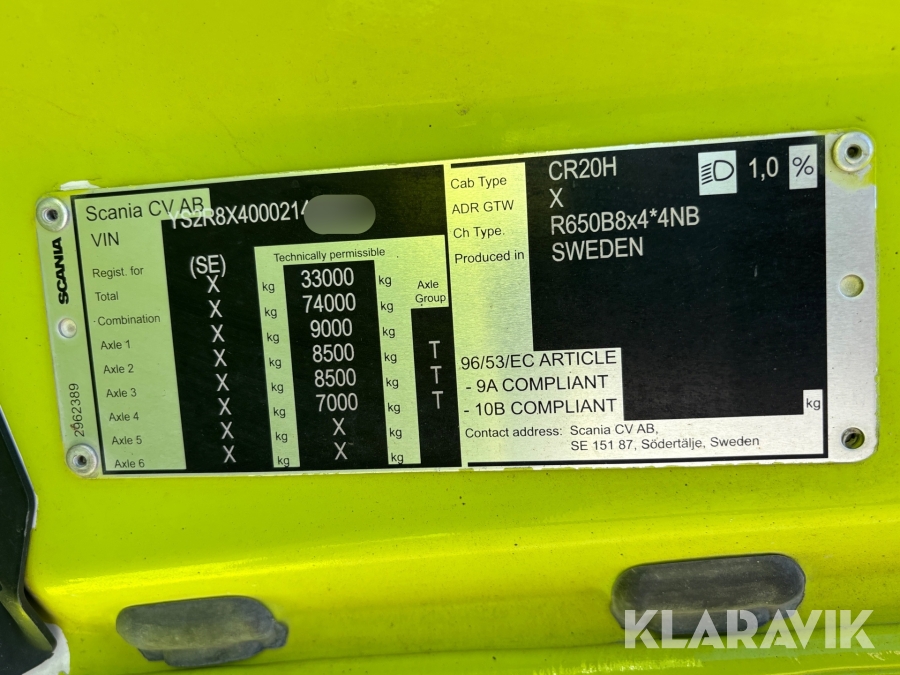 SCANIA
2962389
Scania CV AB
VIN YS2R8X4000214
Regist. for (SE) Technically permissible
Total X kg 33000 kg Axle Group
Combination X kg 74000 kg
Axle 1 X kg 9000 kg
Axle 2 X kg 8500 kg T
Axle 3 X kg 8500 kg T
Axle 4 X kg 7000 kg T
Axle 5 X kg X kg
Axle 6 X kg X kg
Cab Type CR20H 1,0 %
ADR GTW X
Ch Type. R650B8x4*4NB
Produced in SWEDEN
96/53/EC ARTICLE
- 9A COMPLIANT
- 10B COMPLIANT kg
Contact address: Scania CV AB,
SE 151 87, Södertälje, Sweden
KLARAVIK